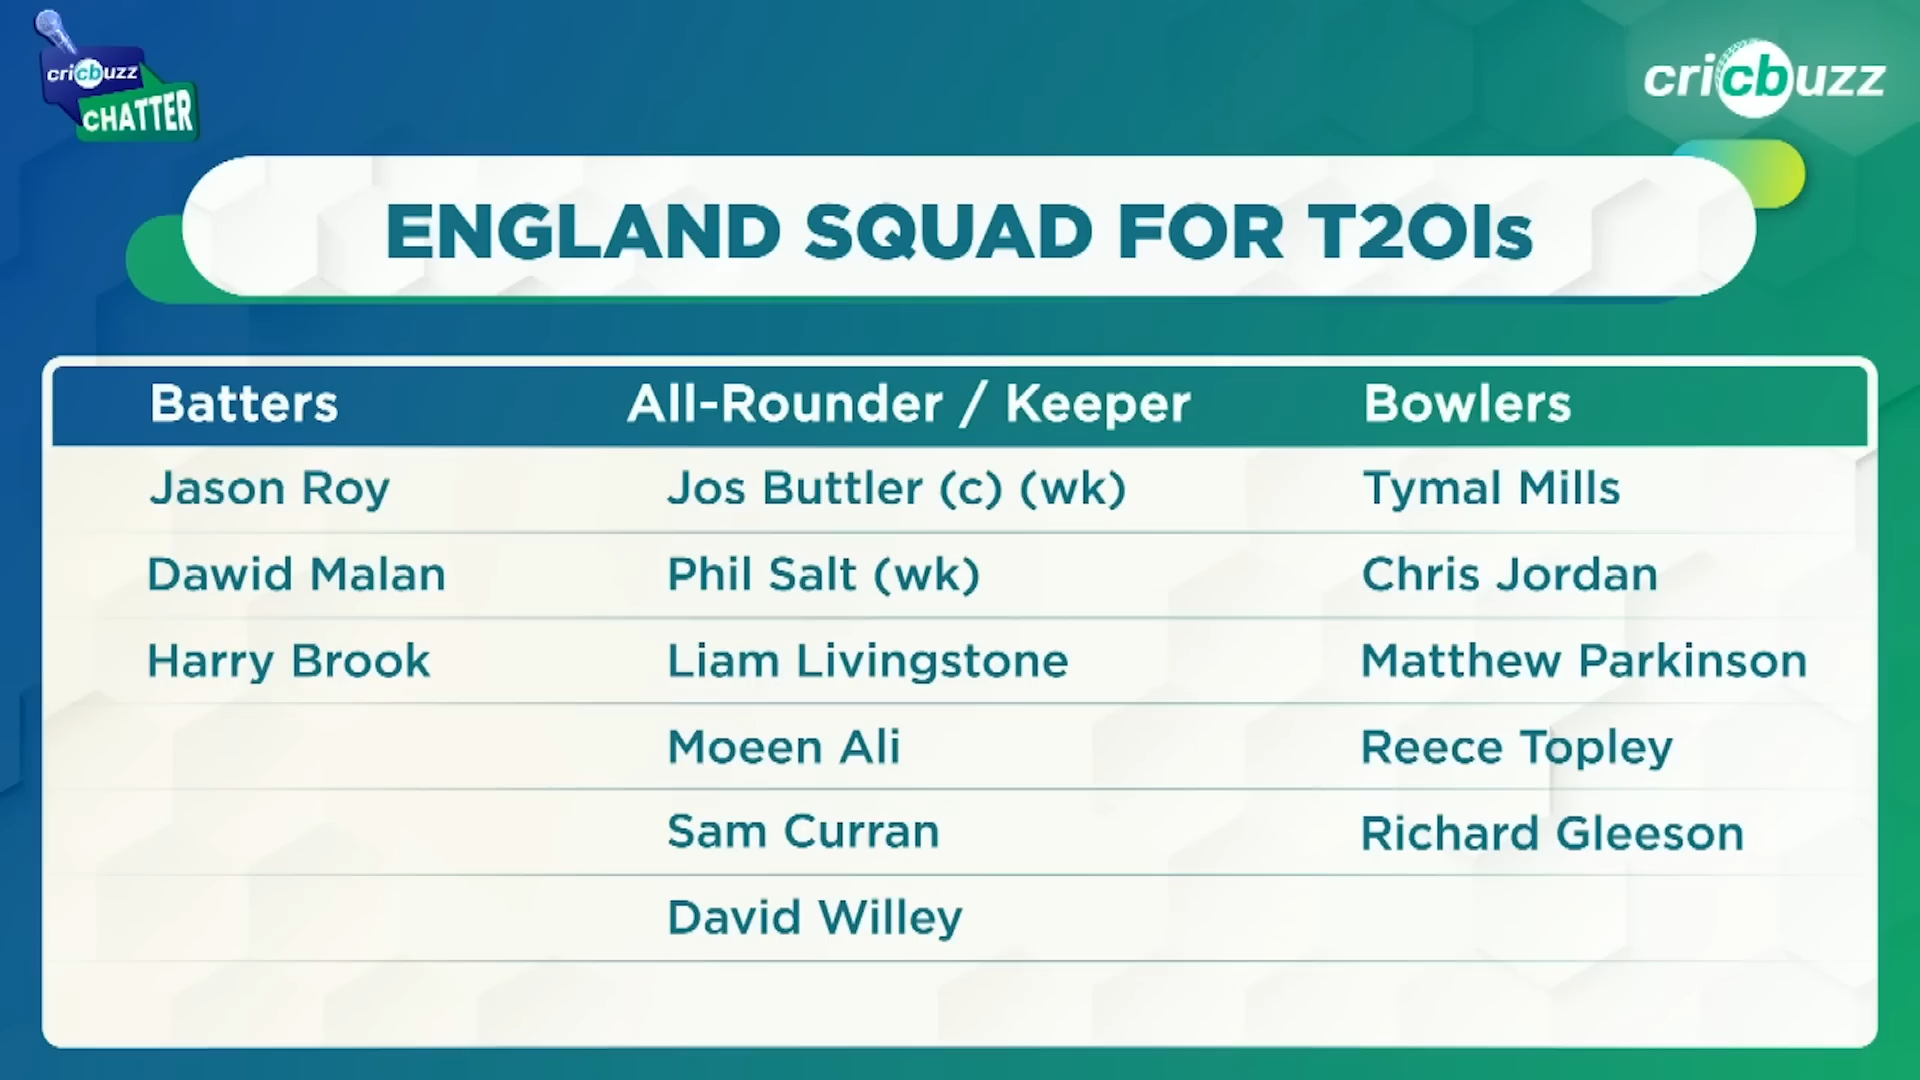 cricbuzz
CHATTER
cricbuzz
ENGLAND SQUAD FOR T20Is
Batters All-Rounder / Keeper Bowlers
Jason Roy Jos Buttler (c) (wk) Tymal Mills
Dawid Malan Phil Salt (wk) Chris Jordan
Harry Brook Liam Livingstone Matthew Parkinson
Moeen Ali Reece Topley
Sam Curran Richard Gleeson
David Willey